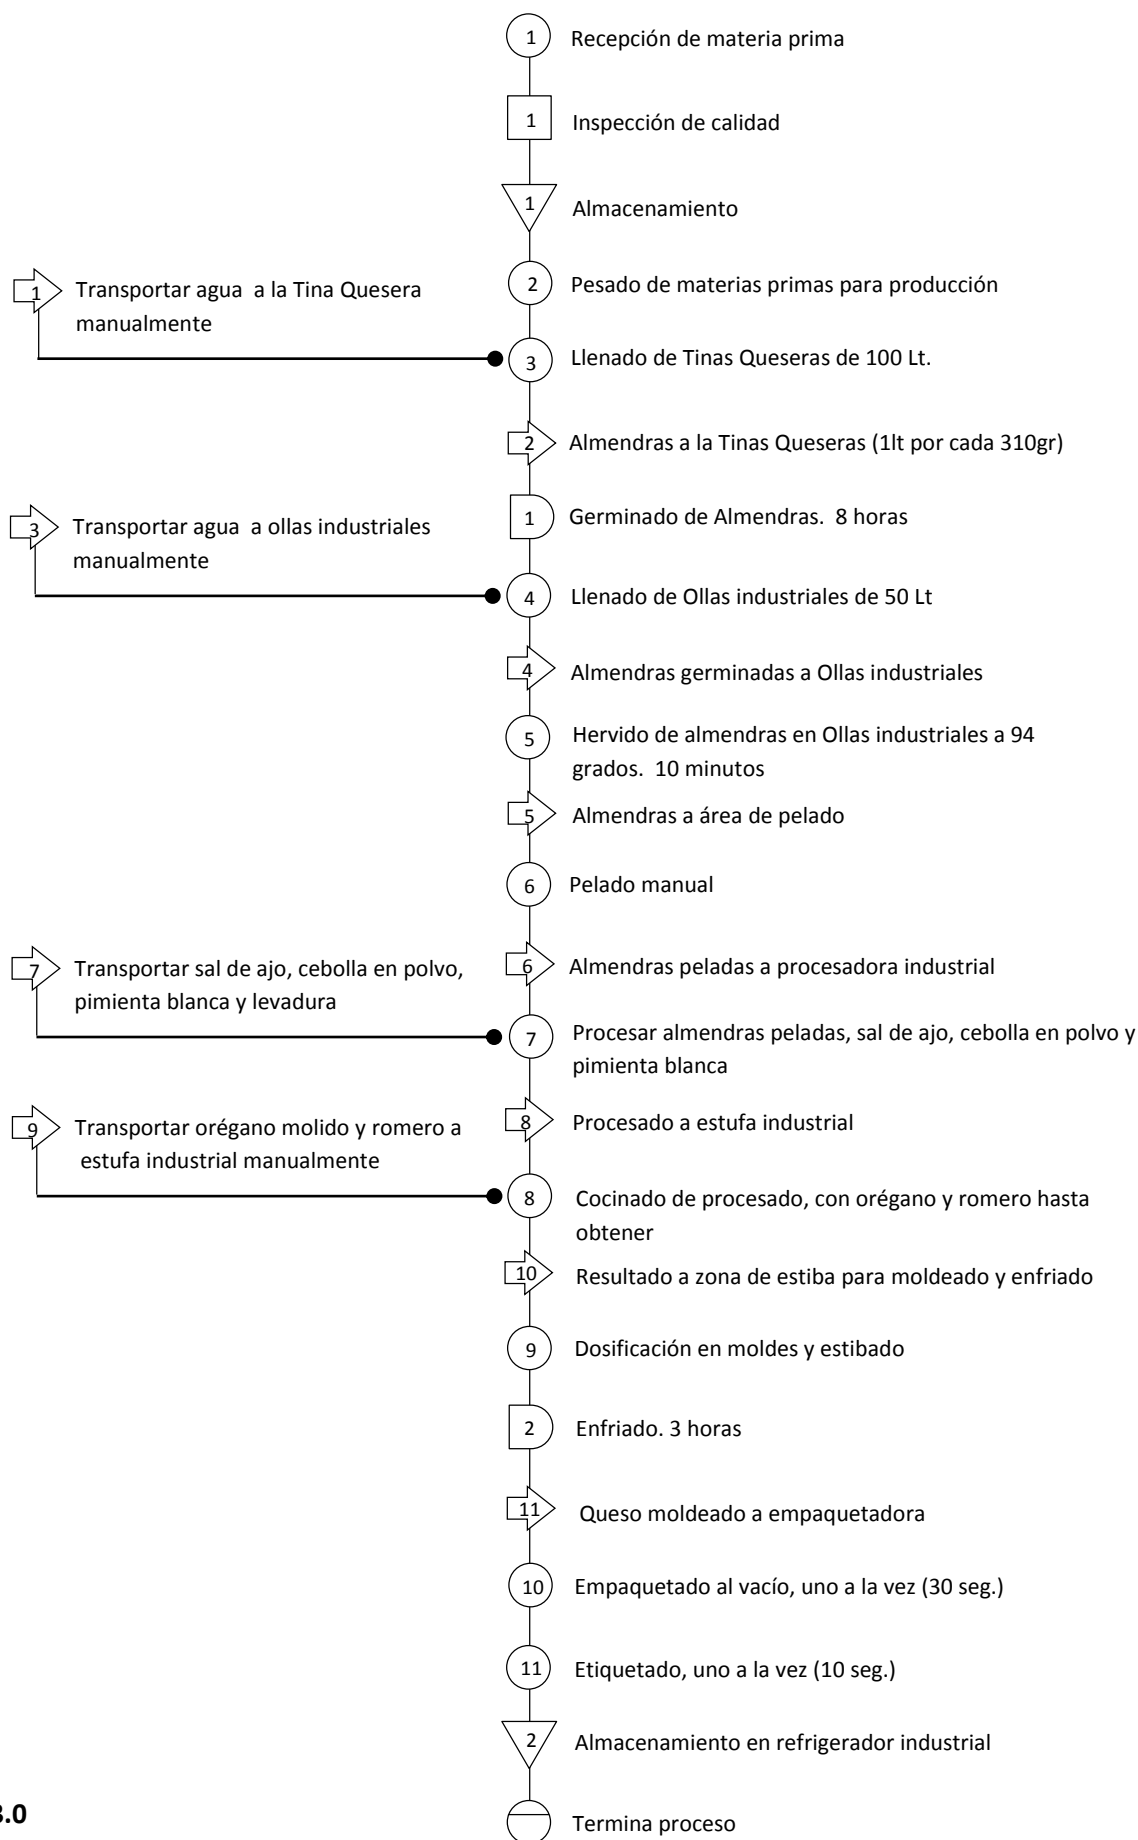 1 Recepción de materia prima
1 Inspección de calidad
1 Almacenamiento
2 Pesado de materias primas para producción
1 Transportar agua a la Tina Quesera
manualmente
3 Llenado de Tinas Queseras de 100 Lt.
2 Almendras a la Tinas Queseras (1lt por cada 310gr)
1 Germinado de Almendras. 8 horas
3 Transportar agua a ollas industriales
manualmente
4 Llenado de Ollas industriales de 50 Lt
4 Almendras germinadas a Ollas industriales
5 Hervido de almendras en Ollas industriales a 94
grados. 10 minutos
5 Almendras a área de pelado
6 Pelado manual
6 Almendras peladas a procesadora industrial
7 Transportar sal de ajo, cebolla en polvo,
pimienta blanca y levadura
7 Procesar almendras peladas, sal de ajo, cebolla en polvo y
pimienta blanca
8 Procesado a estufa industrial
9 Transportar orégano molido y romero a
estufa industrial manualmente
8 Cocinado de procesado, con orégano y romero hasta
obtener
10 Resultado a zona de estiba para moldeado y enfriado
9 Dosificación en moldes y estibado
2 Enfriado. 3 horas
11 Queso moldeado a empaquetadora
10 Empaquetado al vacío, uno a la vez (30 seg.)
11 Etiquetado, uno a la vez (10 seg.)
2 Almacenamiento en refrigerador industrial
Termina proceso